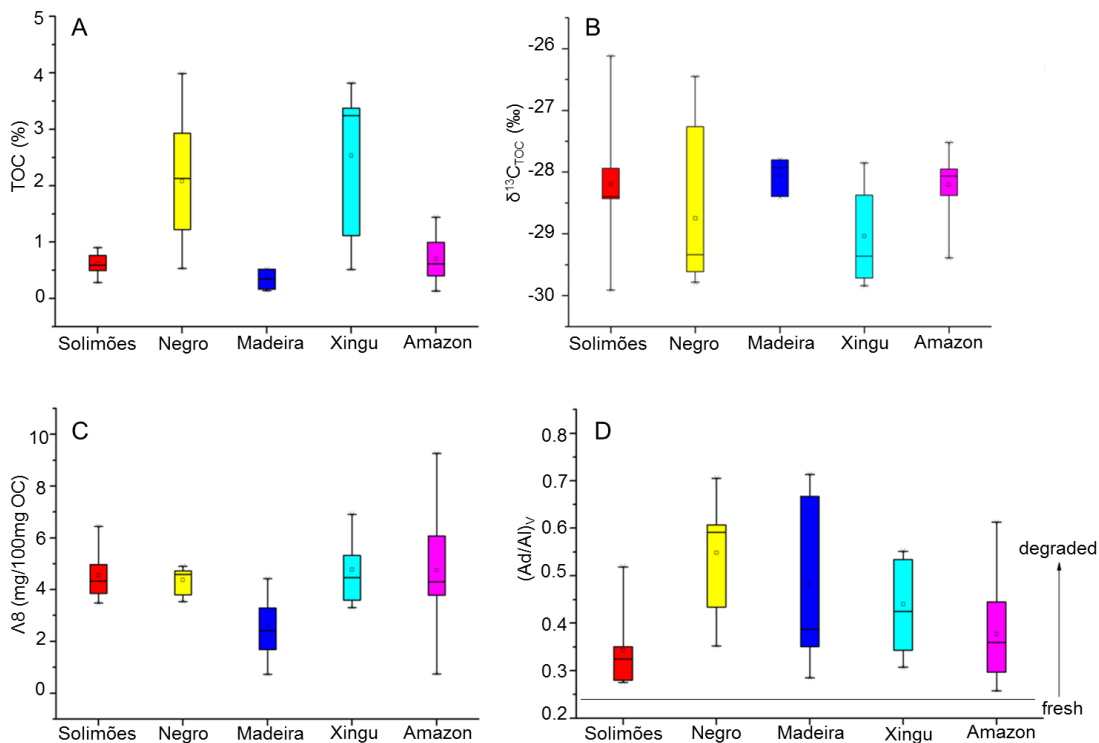 A
TOC (%)
5
4
3
2
1
0
Solimões Negro Madeira Xingu Amazon
B
δ13CTOC (‰)
-26
-27
-28
-29
-30
Solimões Negro Madeira Xingu Amazon
C
Λ8 (mg/100mg OC)
10
8
6
4
2
0
Solimões Negro Madeira Xingu Amazon
D
(Ad/Al)V
0.8
0.7
0.6
0.5
0.4
0.3
0.2
degraded
fresh
Solimões Negro Madeira Xingu Amazon